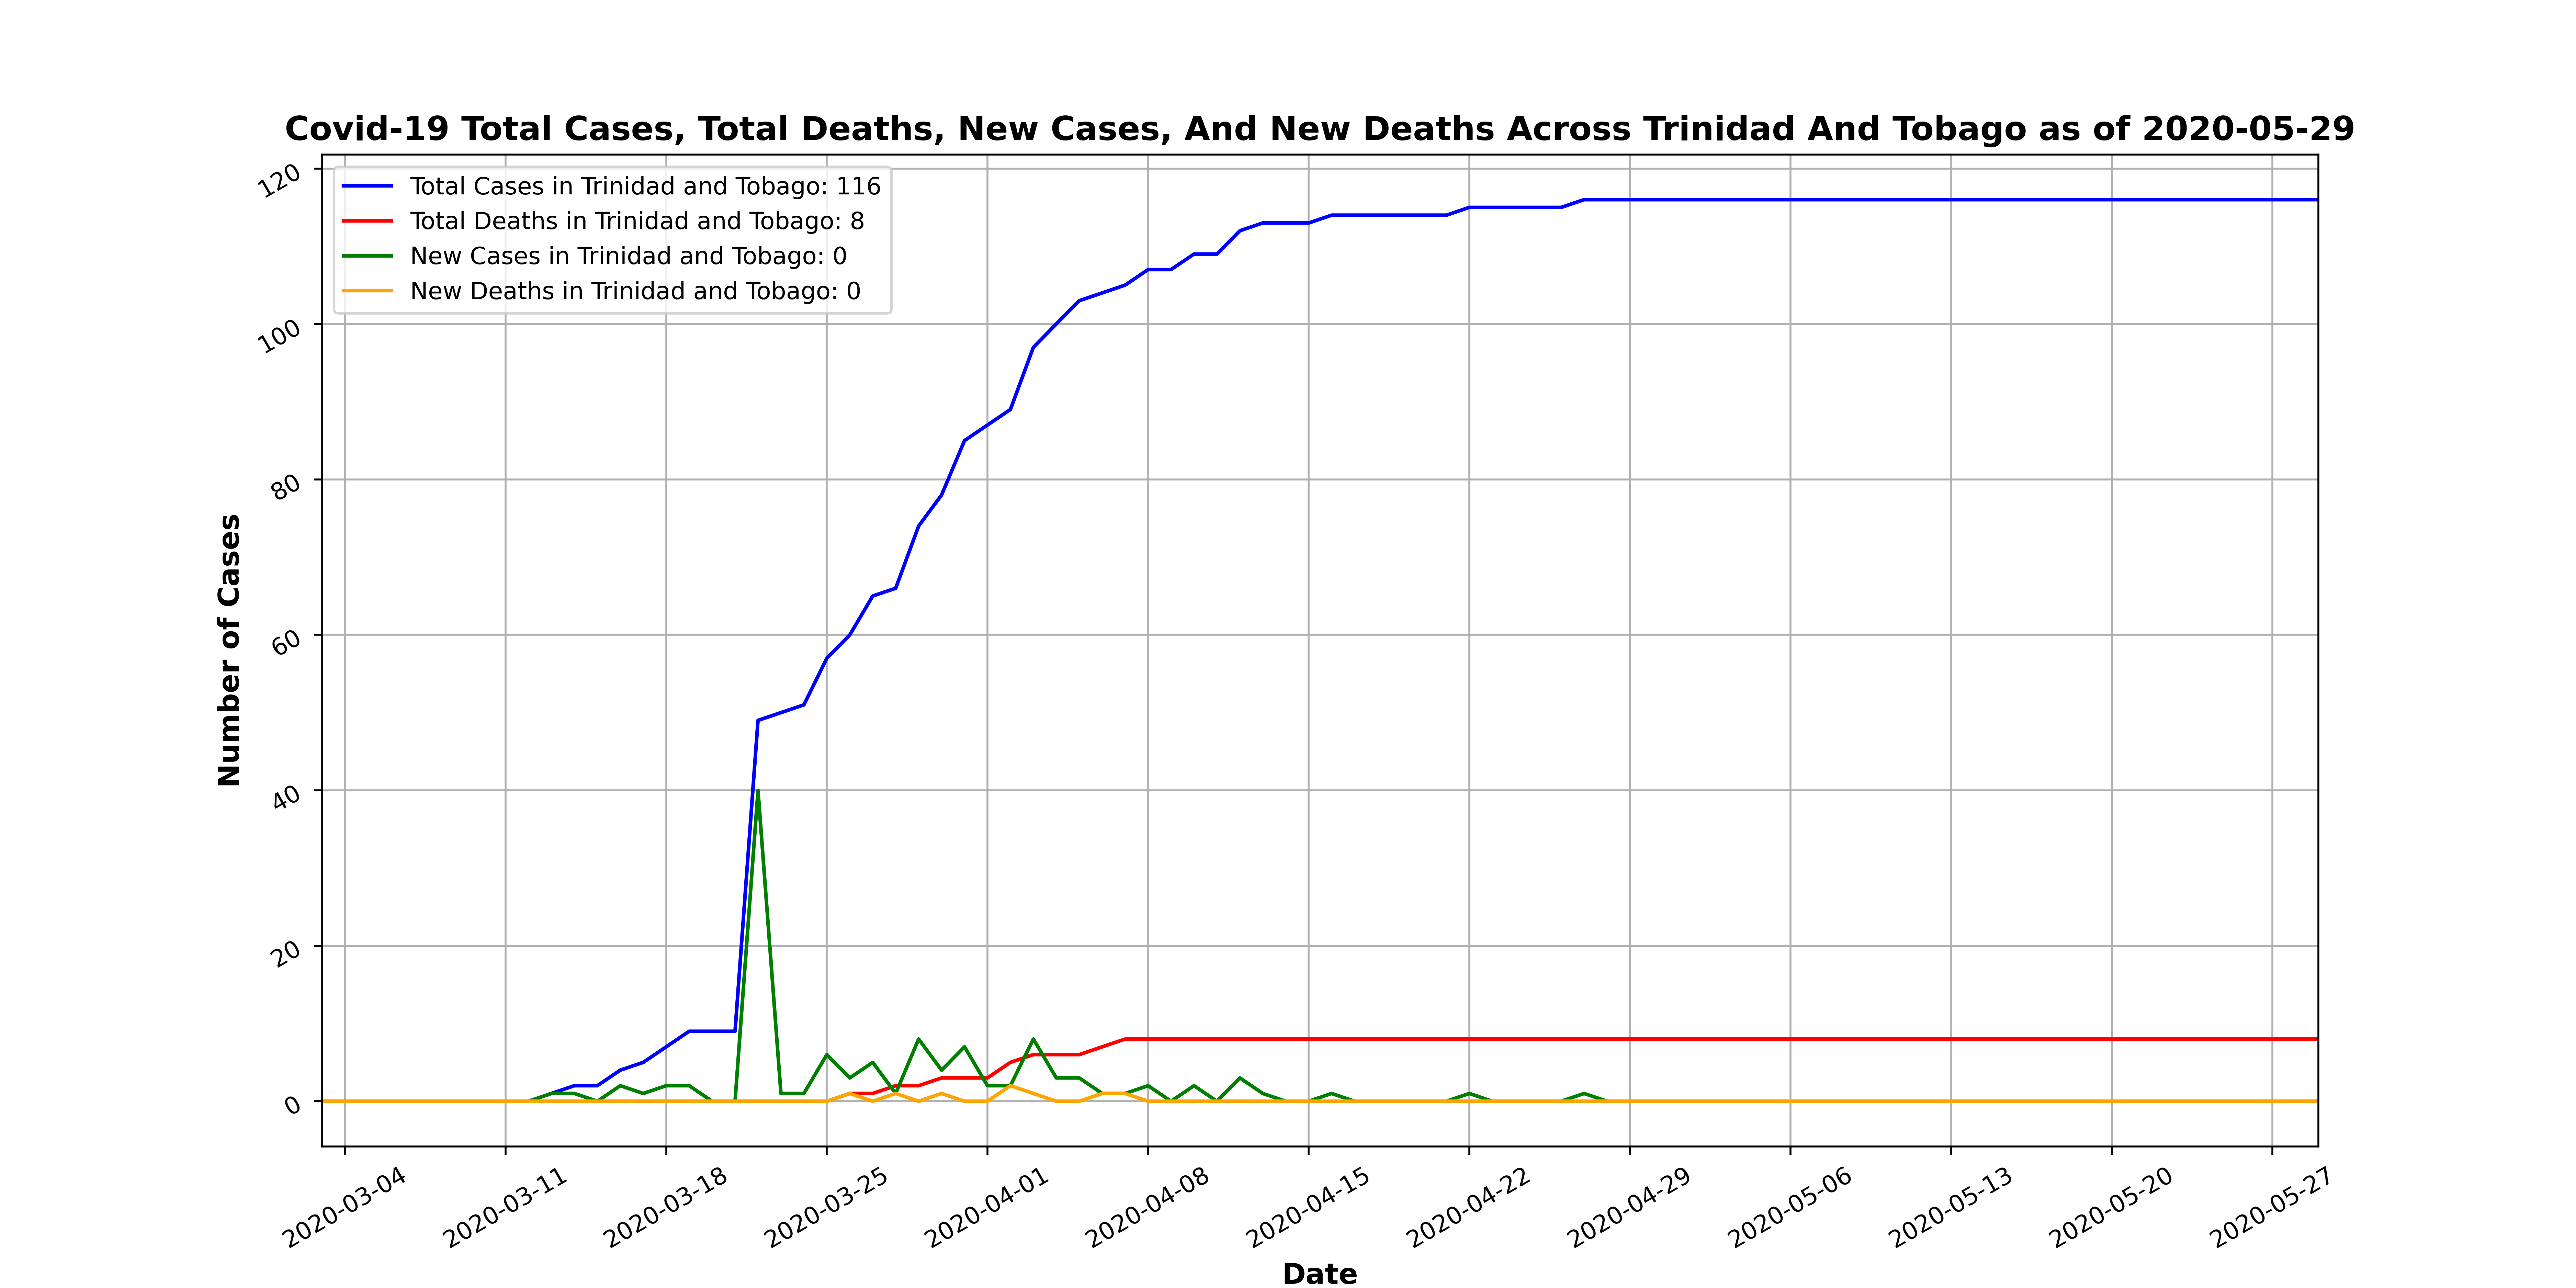 Covid-19 Total Cases, Total Deaths, New Cases, And New Deaths Across Trinidad And Tobago as of 2020-05-29
Total Cases in Trinidad and Tobago: 116
Total Deaths in Trinidad and Tobago: 8
New Cases in Trinidad and Tobago: 0
New Deaths in Trinidad and Tobago: 0
Number of Cases
120
100
80
60
40
20
0
2020-03-04
2020-03-11
2020-03-18
2020-03-25
2020-04-01
2020-04-08
2020-04-15
2020-04-22
2020-04-29
2020-05-06
2020-05-13
2020-05-20
2020-05-27
Date